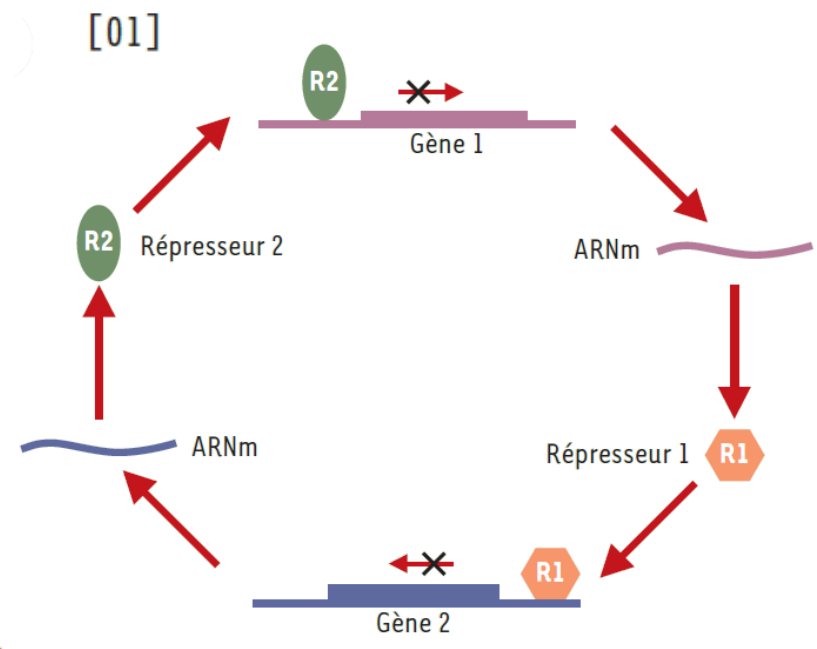 [01]
R2
Gène 1
R2
Répresseur 2
ARNm
ARNm
Répresseur 1
R1
R1
Gène 2